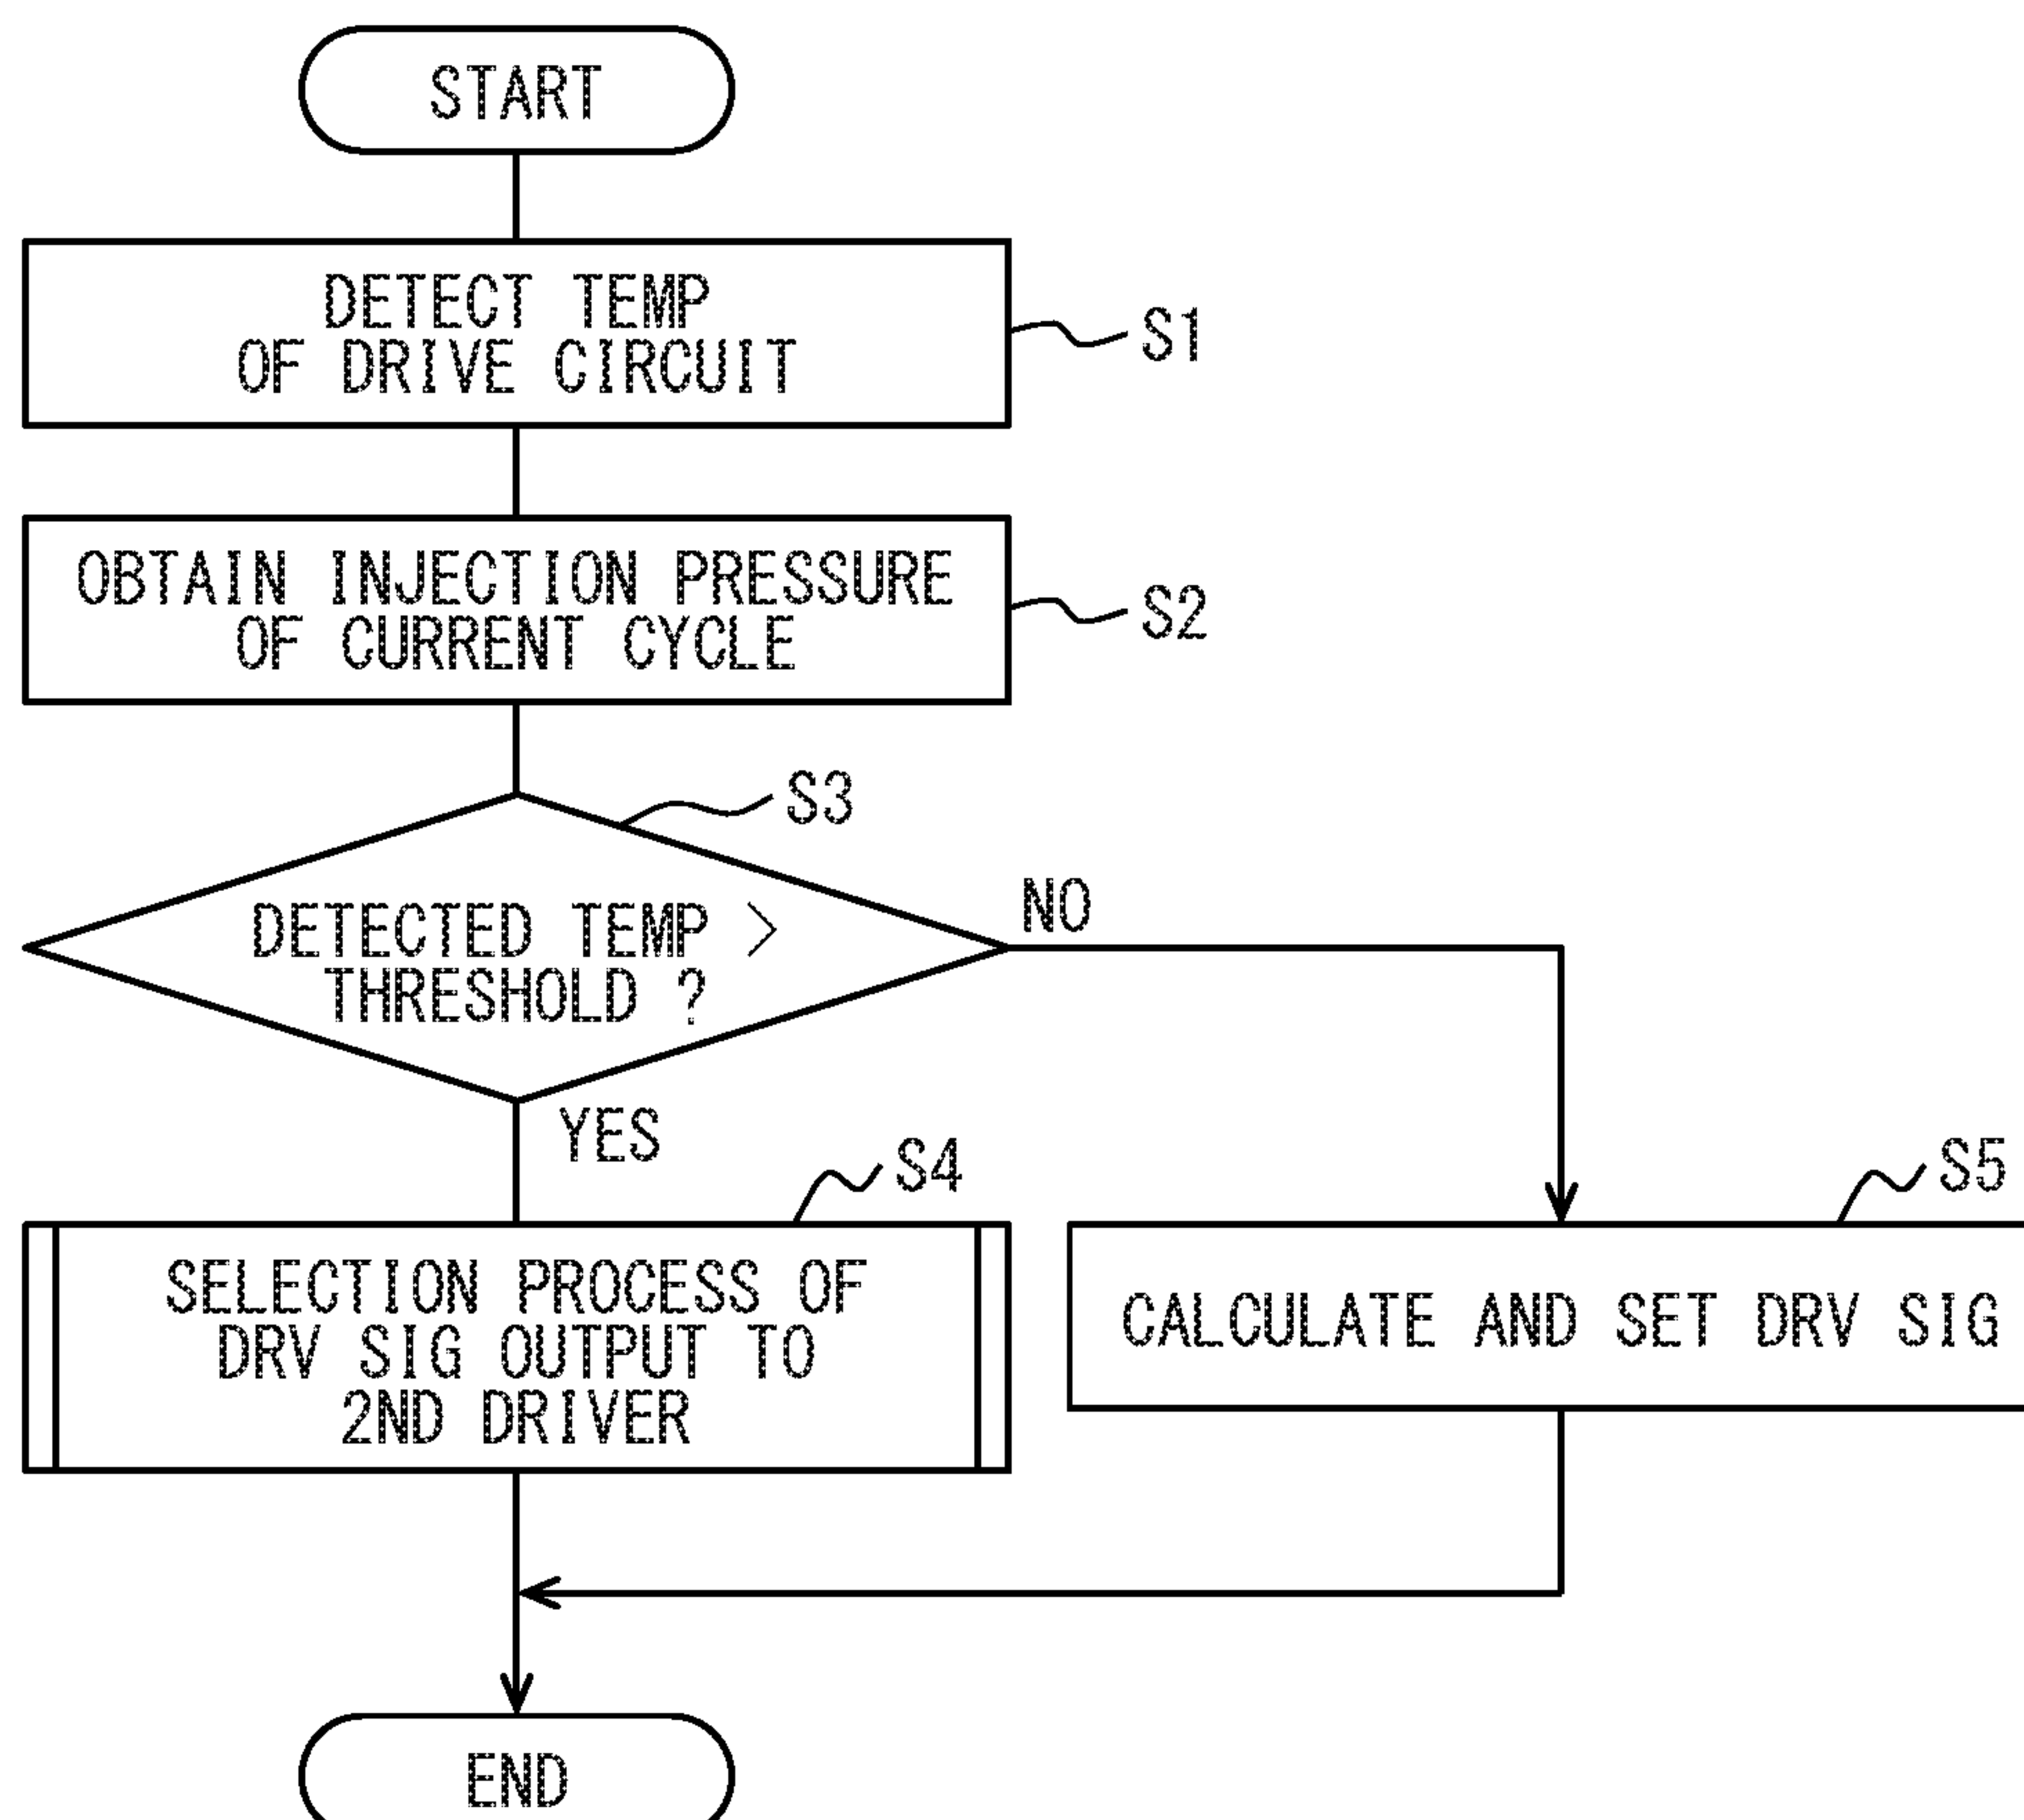 START
DETECT TEMP
OF DRIVE CIRCUIT
S1
OBTAIN INJECTION PRESSURE
OF CURRENT CYCLE
S2
S3
DETECTED TEMP >
THRESHOLD ?
NO
YES
S4
SELECTION PROCESS OF
DRV SIG OUTPUT TO
2ND DRIVER
S5
CALCULATE AND SET DRV SIG
END